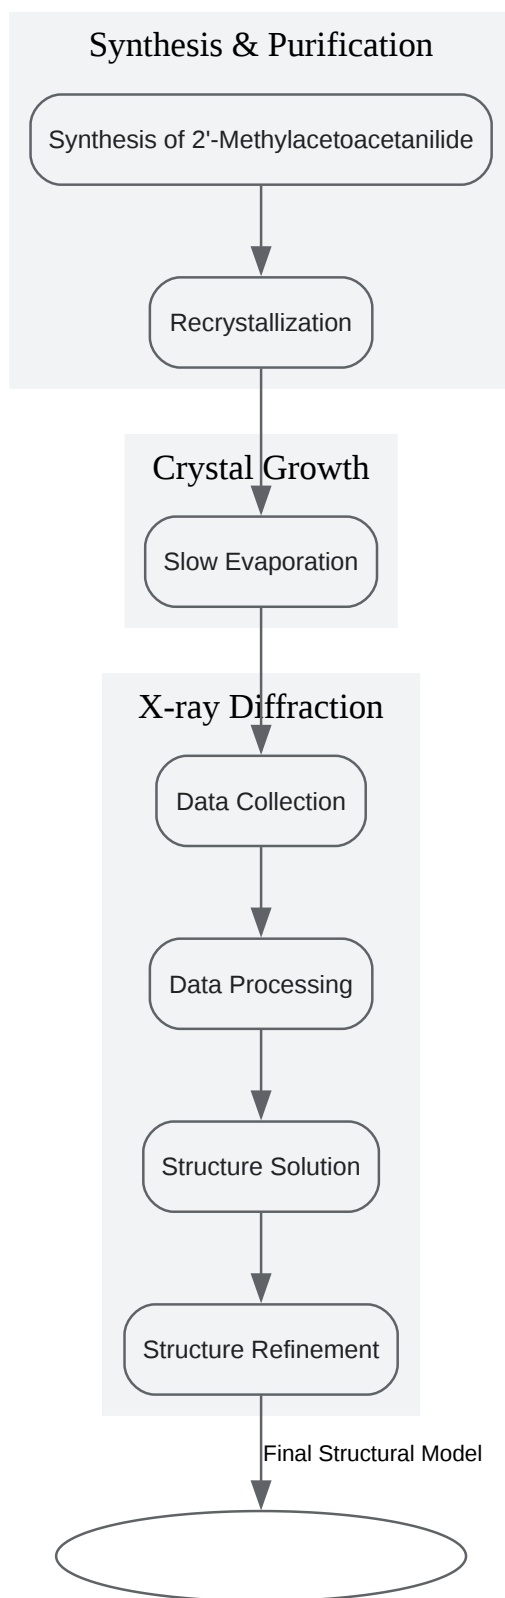 Synthesis & Purification
Synthesis of 2'-Methylacetoacetanilide
Recrystallization
Crystal Growth
Slow Evaporation
X-ray Diffraction
Data Collection
Data Processing
Structure Solution
Structure Refinement
Final Structural Model